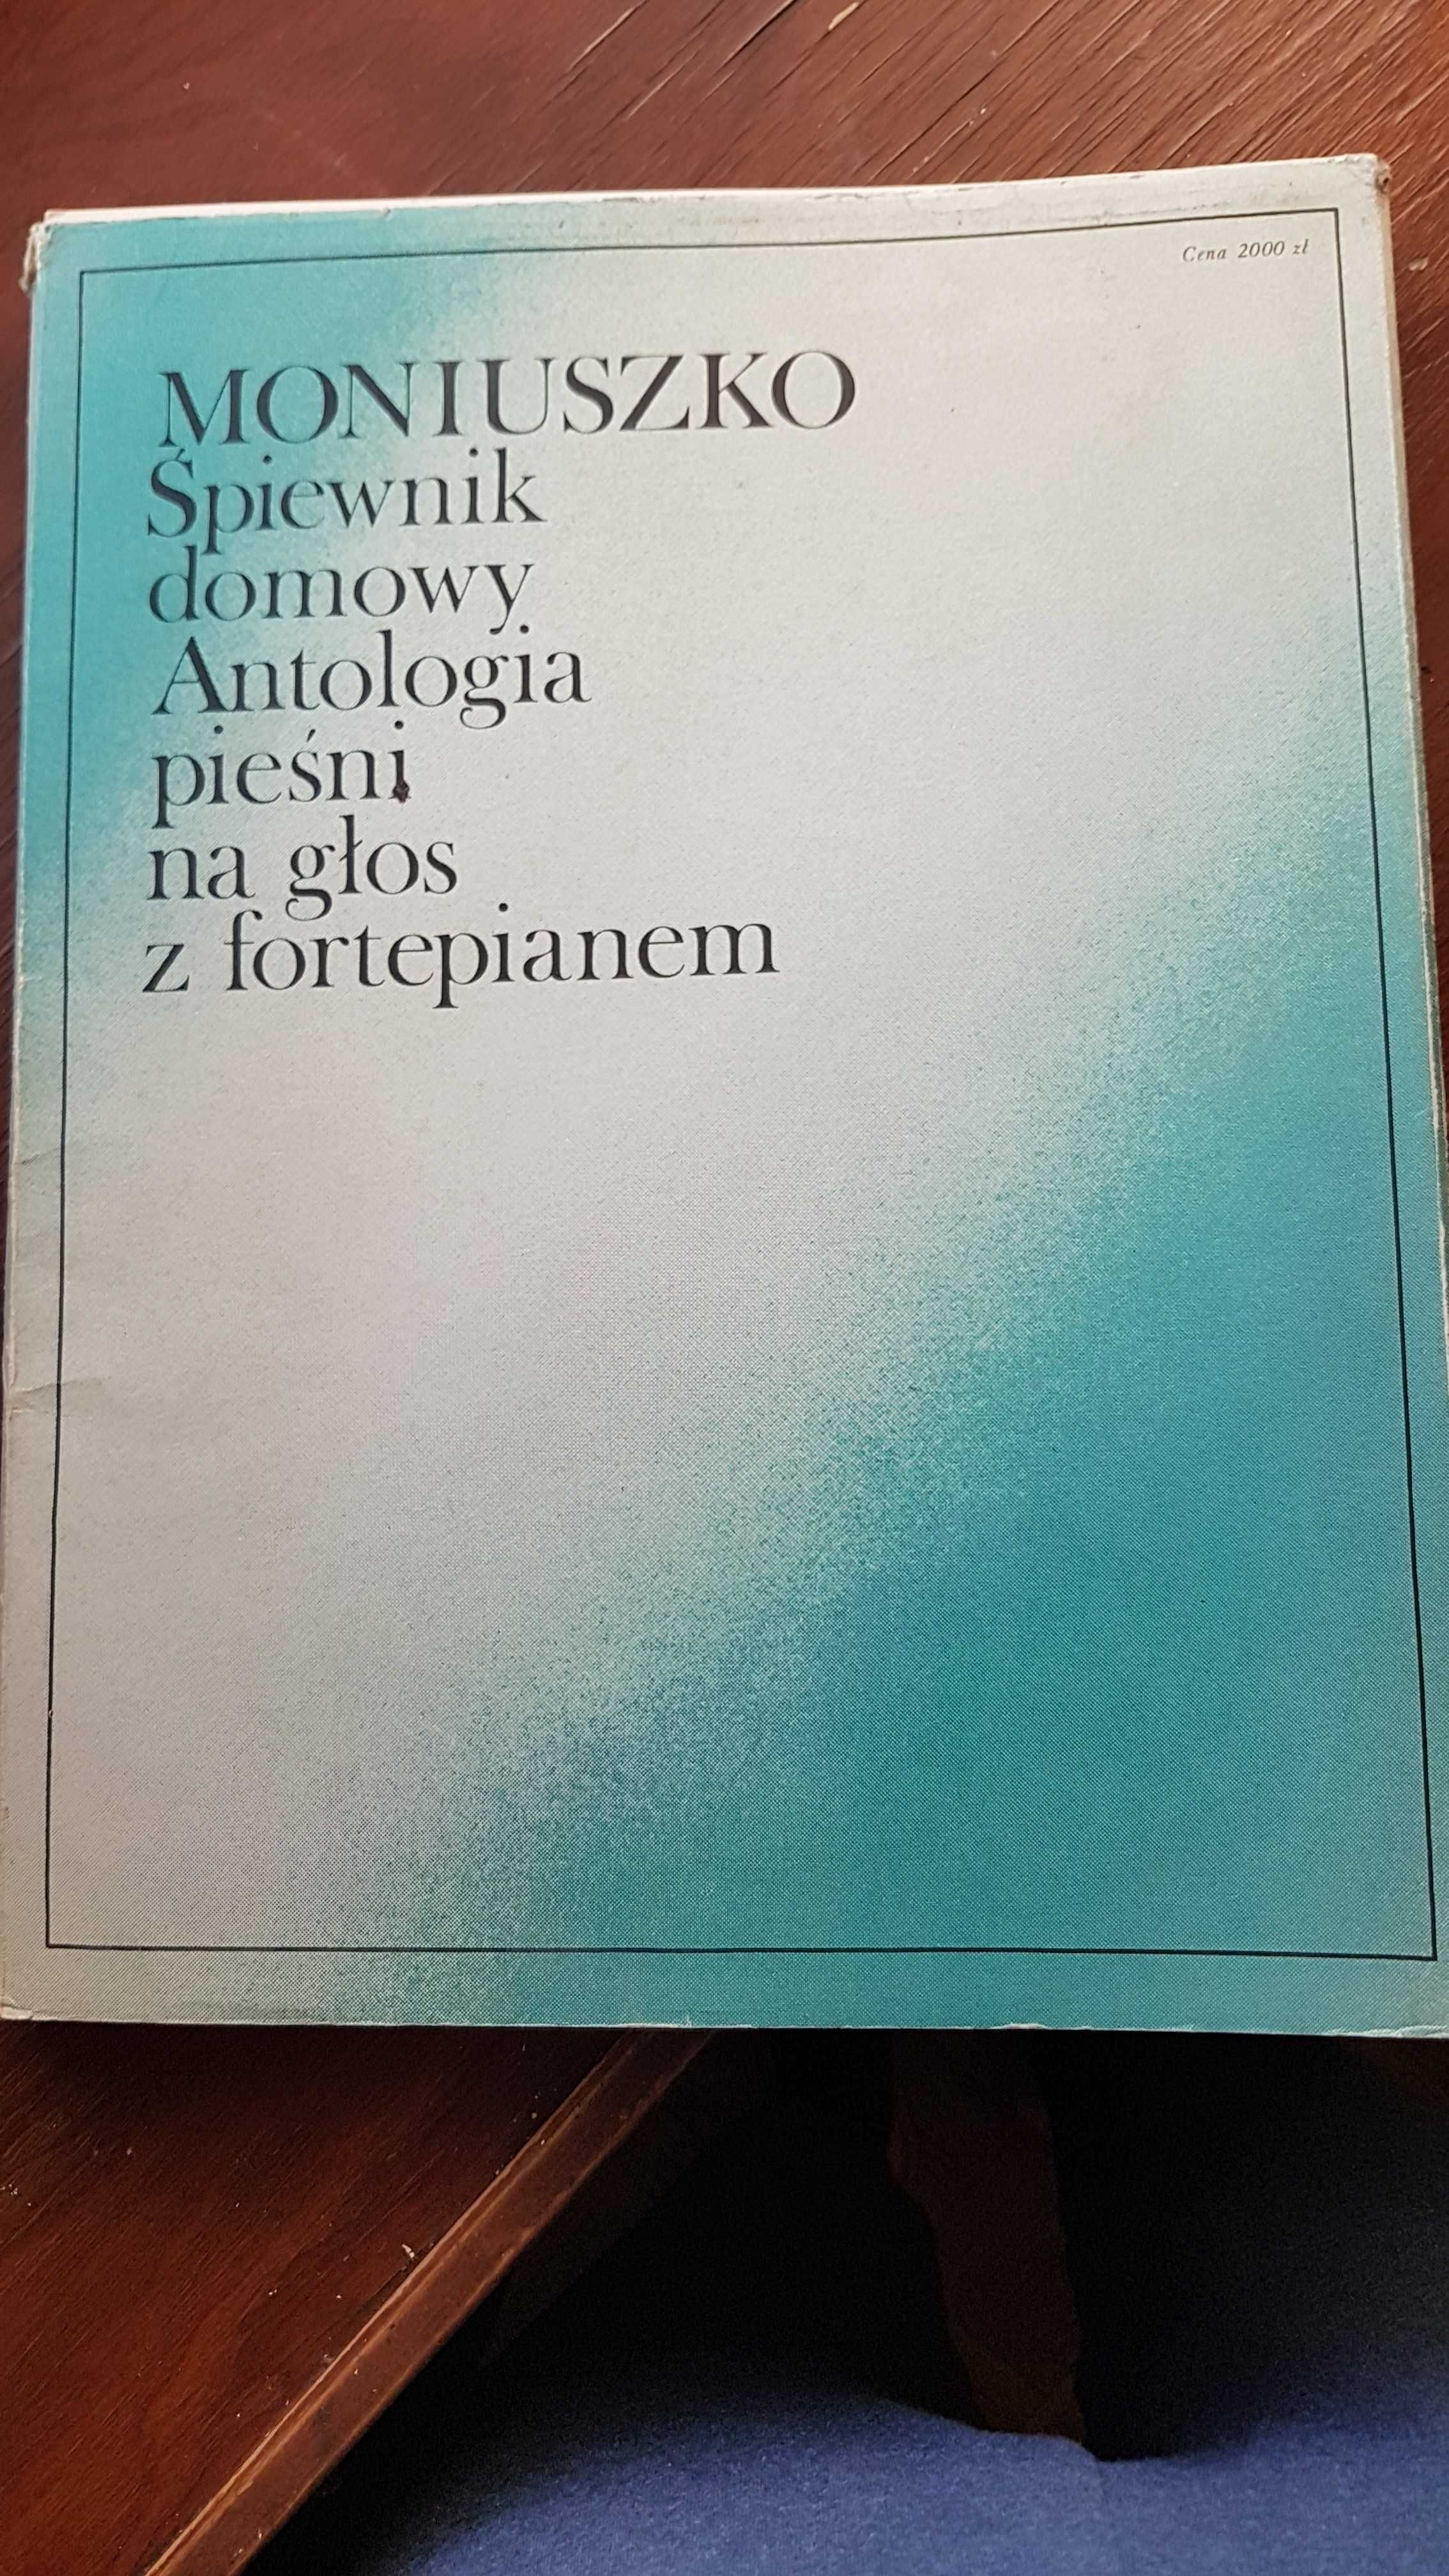 Cena 2000 zł
MONIUSZKO
Śpiewnik
domowy
Antologia
pieśni
na głos
z fortepianem